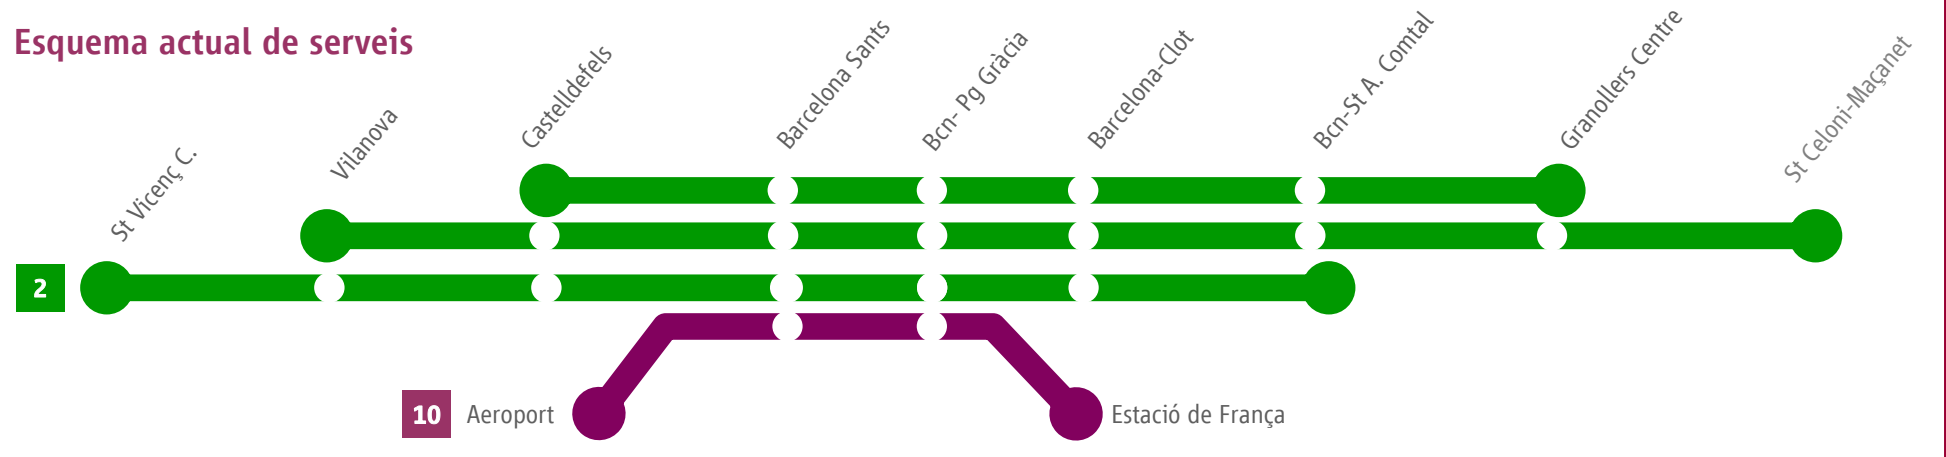 Esquema actual de serveis
St Vicenç C.
Vilanova
Castelldefels
Barcelona Sants
Bcn- Pg Gràcia
Barcelona-Clot
Bcn-St A. Comtal
Granollers Centre
St Celoni-Maçanet
2
10 Aeroport
Estació de França